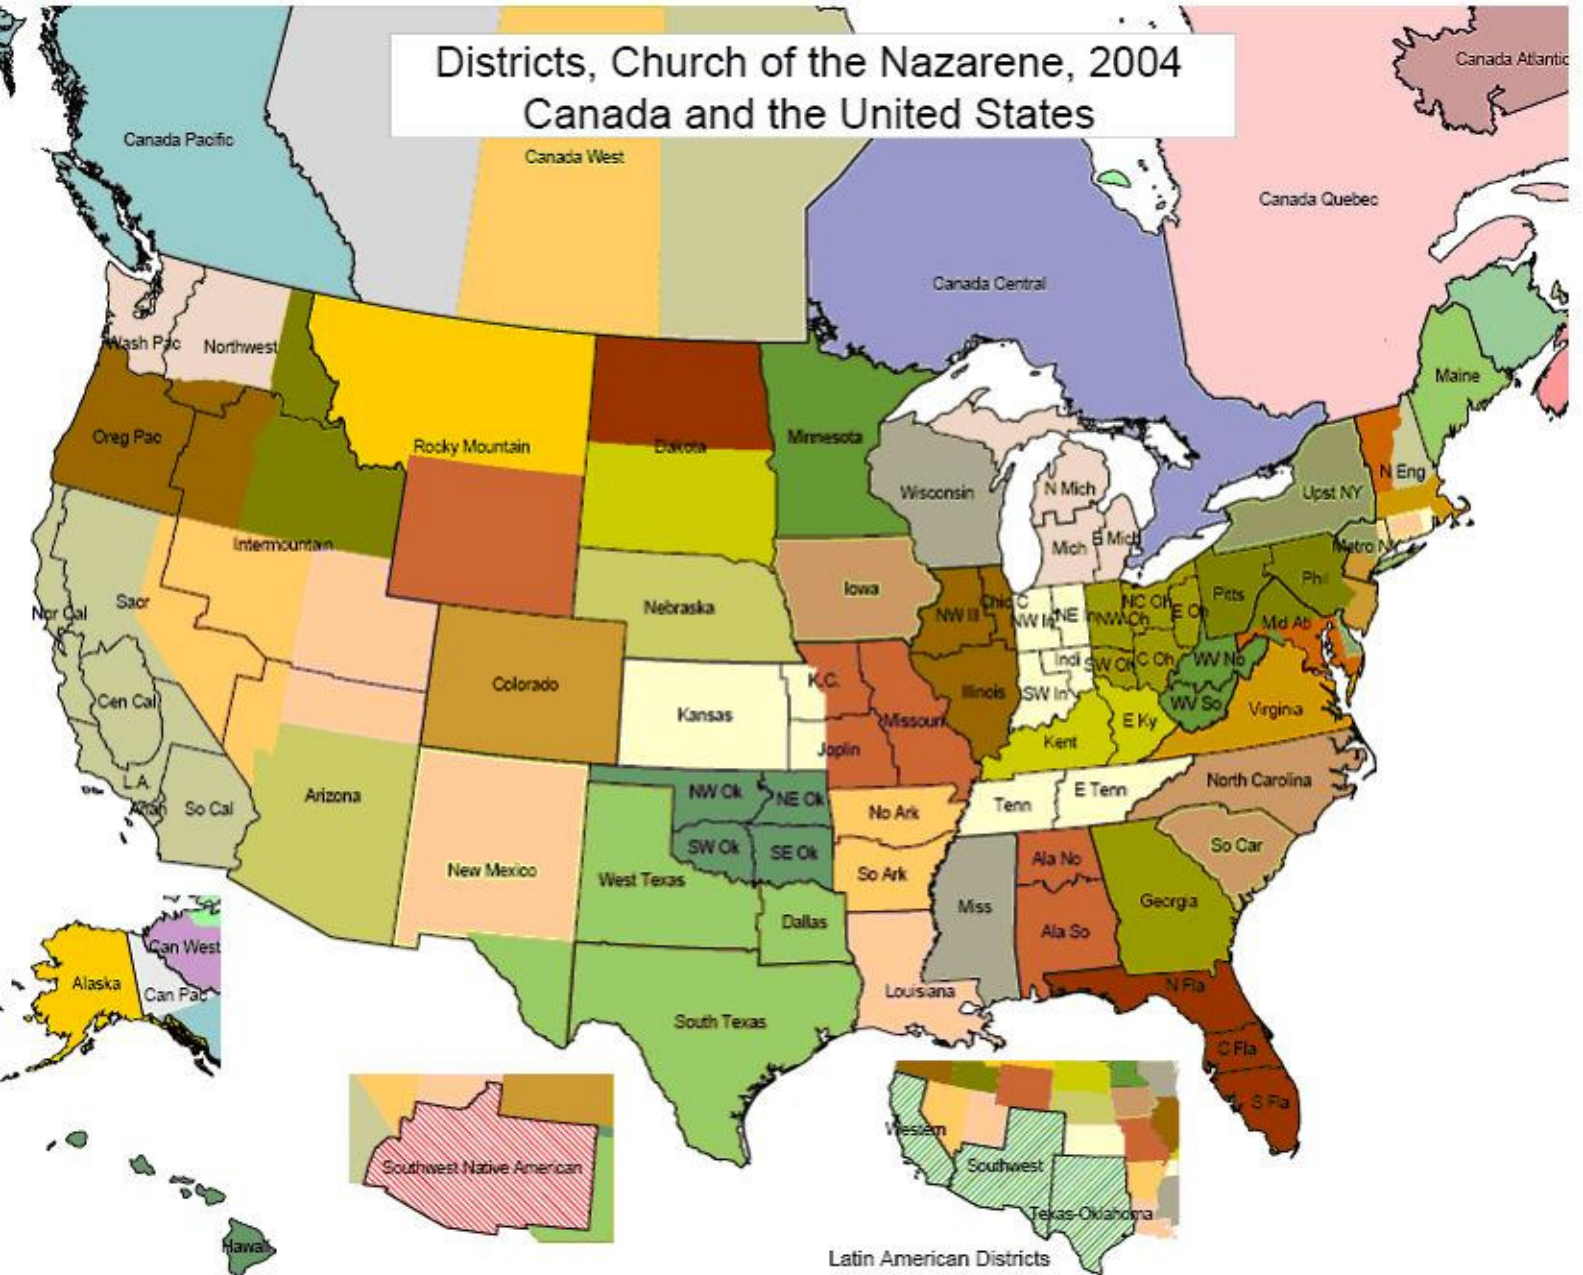 Districts, Church of the Nazarene, 2004
Canada and the United States
Canada Atlantic
Canada Pacific
Canada West
Canada Quebec
Canada Central
Wash Pac
Northwest
Maine
Oreg Pac
Rocky Mountain
Dakota
Minnesota
N Eng
Wisconsin
N Mich
Upst NY
Intermountain
Mich
E Mich
Metro NY
Nor Cal
Sacr
Nebraska
Iowa
NW Ill
Chic C
NW In
NE In
NW Oh
NC Oh
E Oh
Pitts
Phil
Mid Atl
Cen Cal
Colorado
Kansas
K.C.
Missouri
Illinois
Indi
SW In
SW Oh
C Oh
WV No
WV So
Virginia
E Ky
Kent
Joplin
L.A.
So Cal
Arizona
New Mexico
NW Ok
NE Ok
SW Ok
SE Ok
No Ark
So Ark
Tenn
E Tenn
North Carolina
So Car
West Texas
Dallas
Miss
Ala No
Ala So
Georgia
Louisiana
South Texas
N Fla
C Fla
S Fla
Can West
Alaska
Can Pac
Hawaii
Southwest Native American
Western
Southwest
Texas-Oklahoma
Latin American Districts